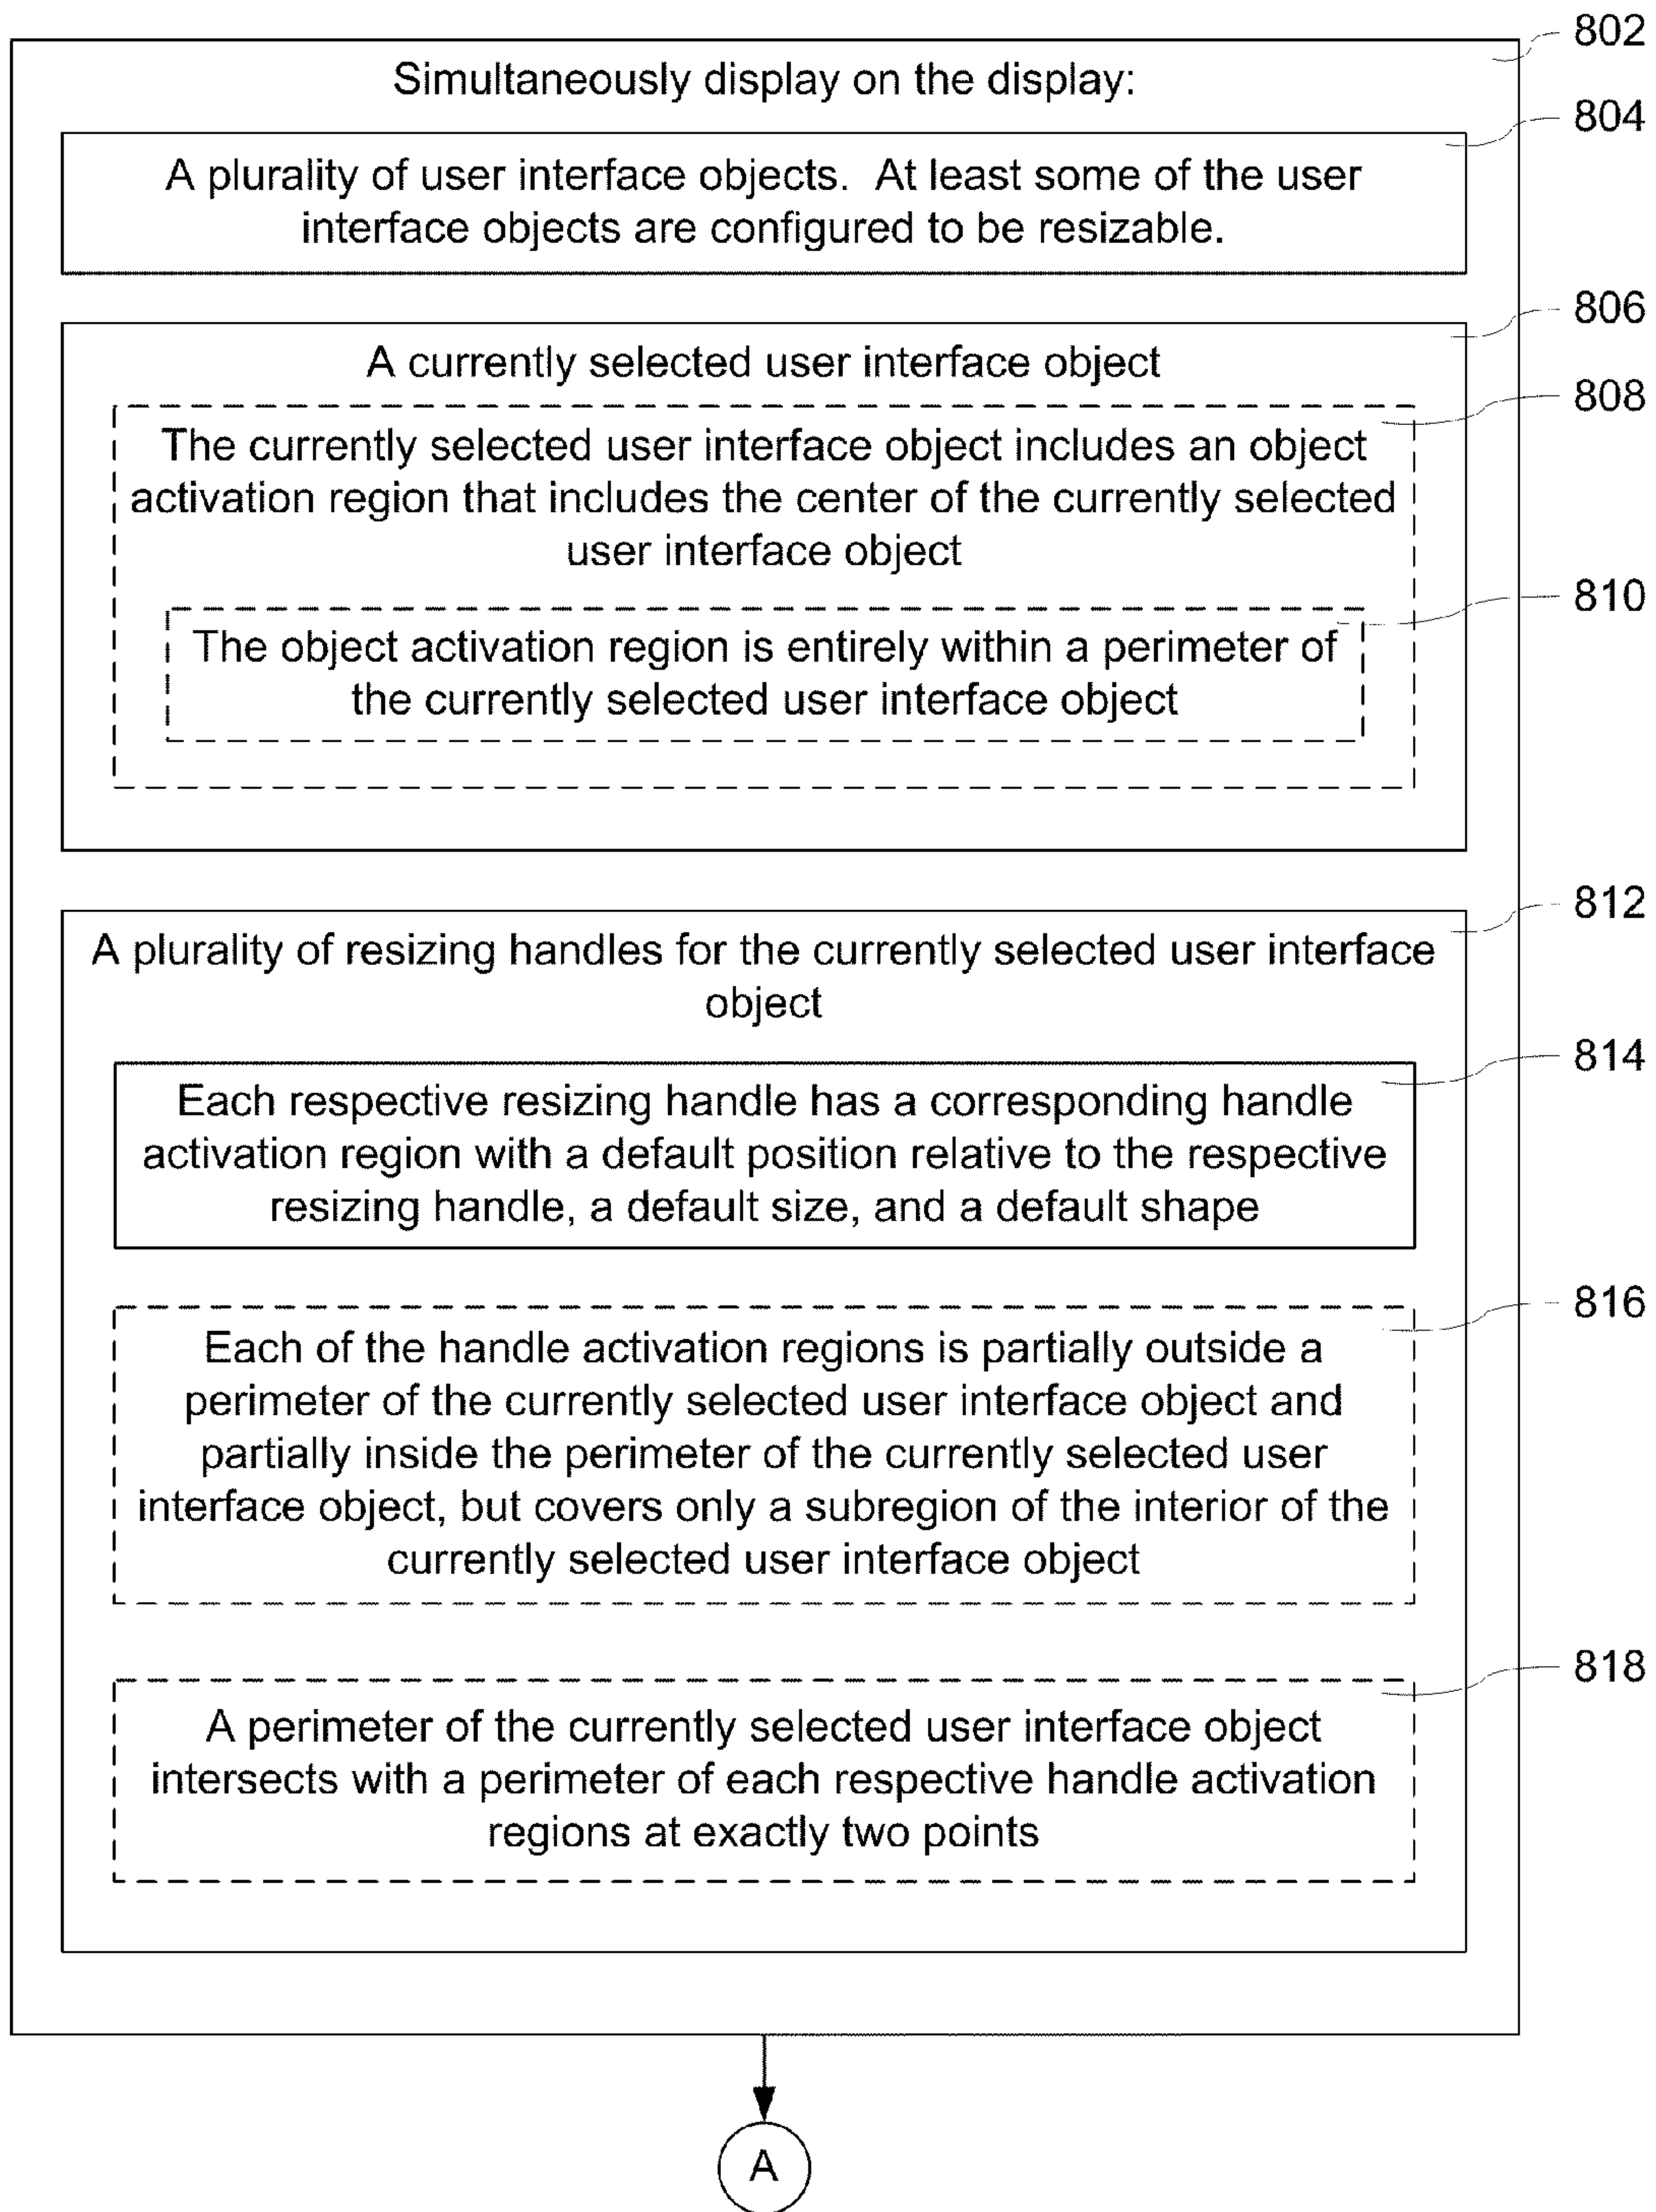 802
Simultaneously display on the display:
804
A plurality of user interface objects. At least some of the user
interface objects are configured to be resizable.
806
A currently selected user interface object
808
The currently selected user interface object includes an object
activation region that includes the center of the currently selected
user interface object
810
The object activation region is entirely within a perimeter of
the currently selected user interface object
812
A plurality of resizing handles for the currently selected user interface
object
814
Each respective resizing handle has a corresponding handle
activation region with a default position relative to the respective
resizing handle, a default size, and a default shape
816
Each of the handle activation regions is partially outside a
perimeter of the currently selected user interface object and
partially inside the perimeter of the currently selected user
interface object, but covers only a subregion of the interior of the
currently selected user interface object
818
A perimeter of the currently selected user interface object
intersects with a perimeter of each respective handle activation
regions at exactly two points
A